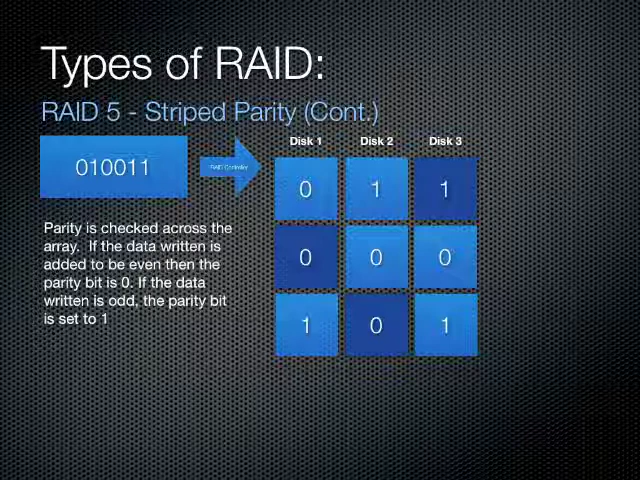 Types of RAID:
RAID 5 - Striped Parity (Cont.)
Disk 1 Disk 2 Disk 3
010011
RAID Controller
0 1 1
Parity is checked across the
array. If the data written is
added to be even then the
parity bit is 0. If the data
written is odd, the parity bit
is set to 1
0 0 0
1 0 1